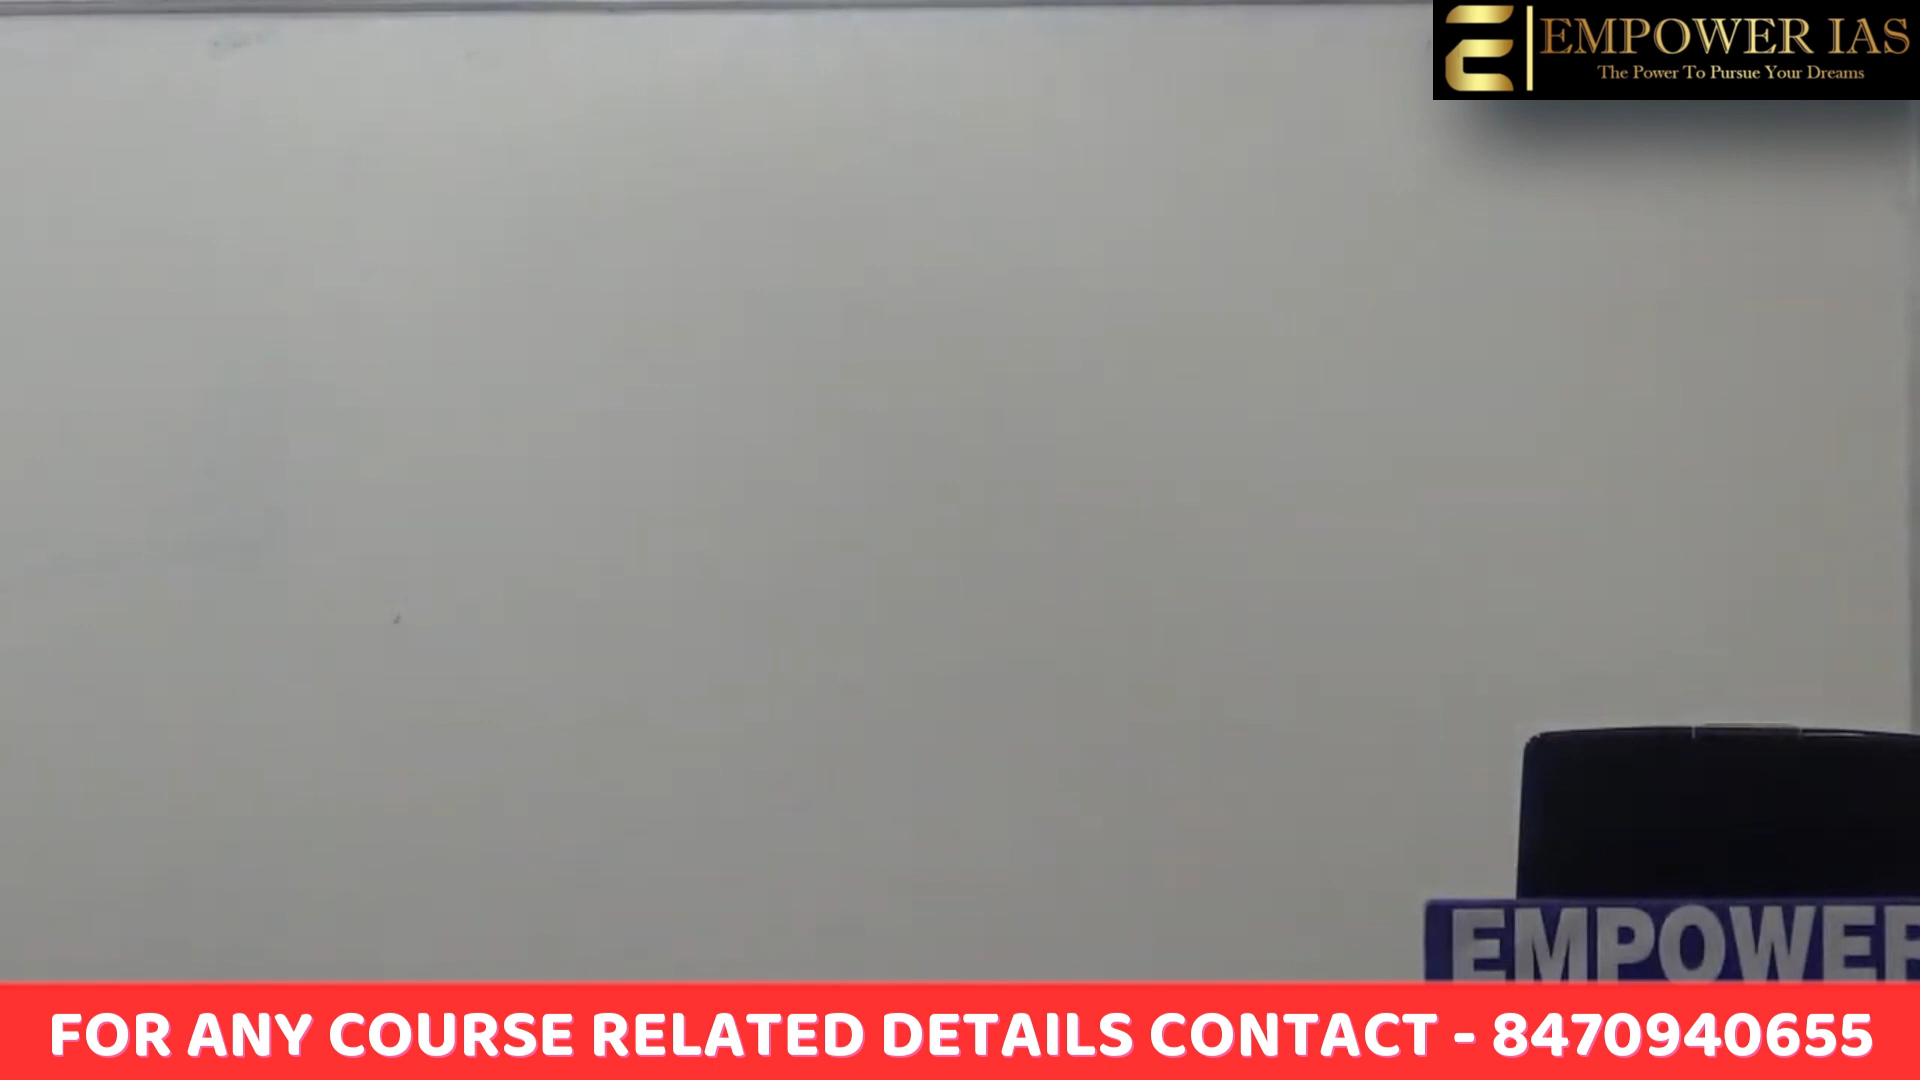 EMPOWER IAS
The Power To Pursue Your Dreams
EMPOWER
FOR ANY COURSE RELATED DETAILS CONTACT - 8470940655